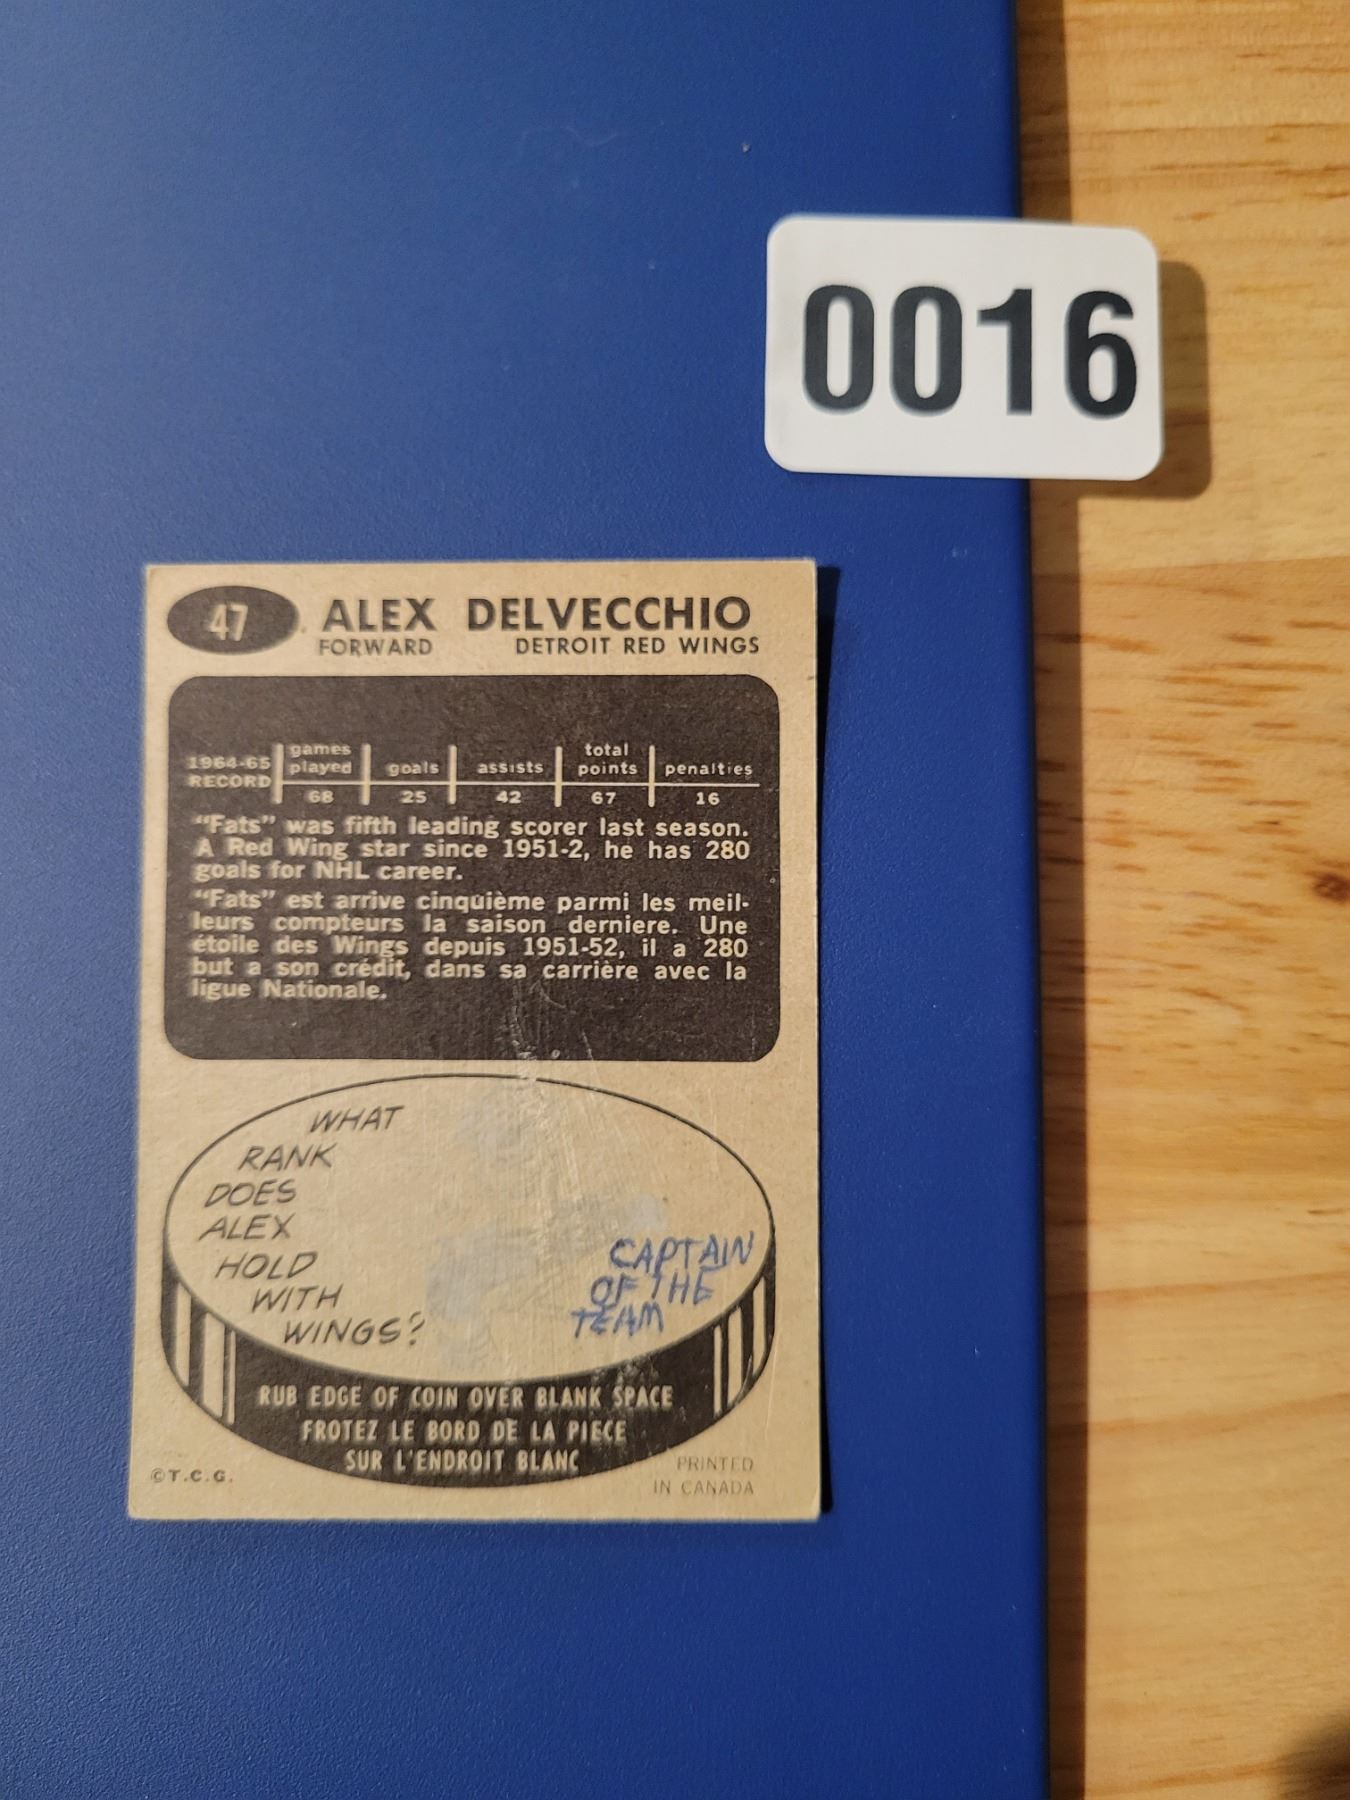 0016
47 ALEX DELVECCHIO
FORWARD DETROIT RED WINGS
1964-65 RECORD games played goals assists total points penalties
68 25 42 67 16
"Fats" was fifth leading scorer last season.
A Red Wing star since 1951-2, he has 280
goals for NHL career.
"Fats" est arrive cinquième parmi les meil-
leurs compteurs la saison derniere. Une
étoile des Wings depuis 1951-52, il a 280
but a son crédit, dans sa carrière avec la
ligue Nationale.
WHAT
RANK
DOES
ALEX
HOLD
WITH
WINGS?
CAPTAIN
OF THE
TEAM
RUB EDGE OF COIN OVER BLANK SPACE
FROTEZ LE BORD DE LA PIECE
SUR L'ENDROIT BLANC
©T.C.G.
PRINTED
IN CANADA